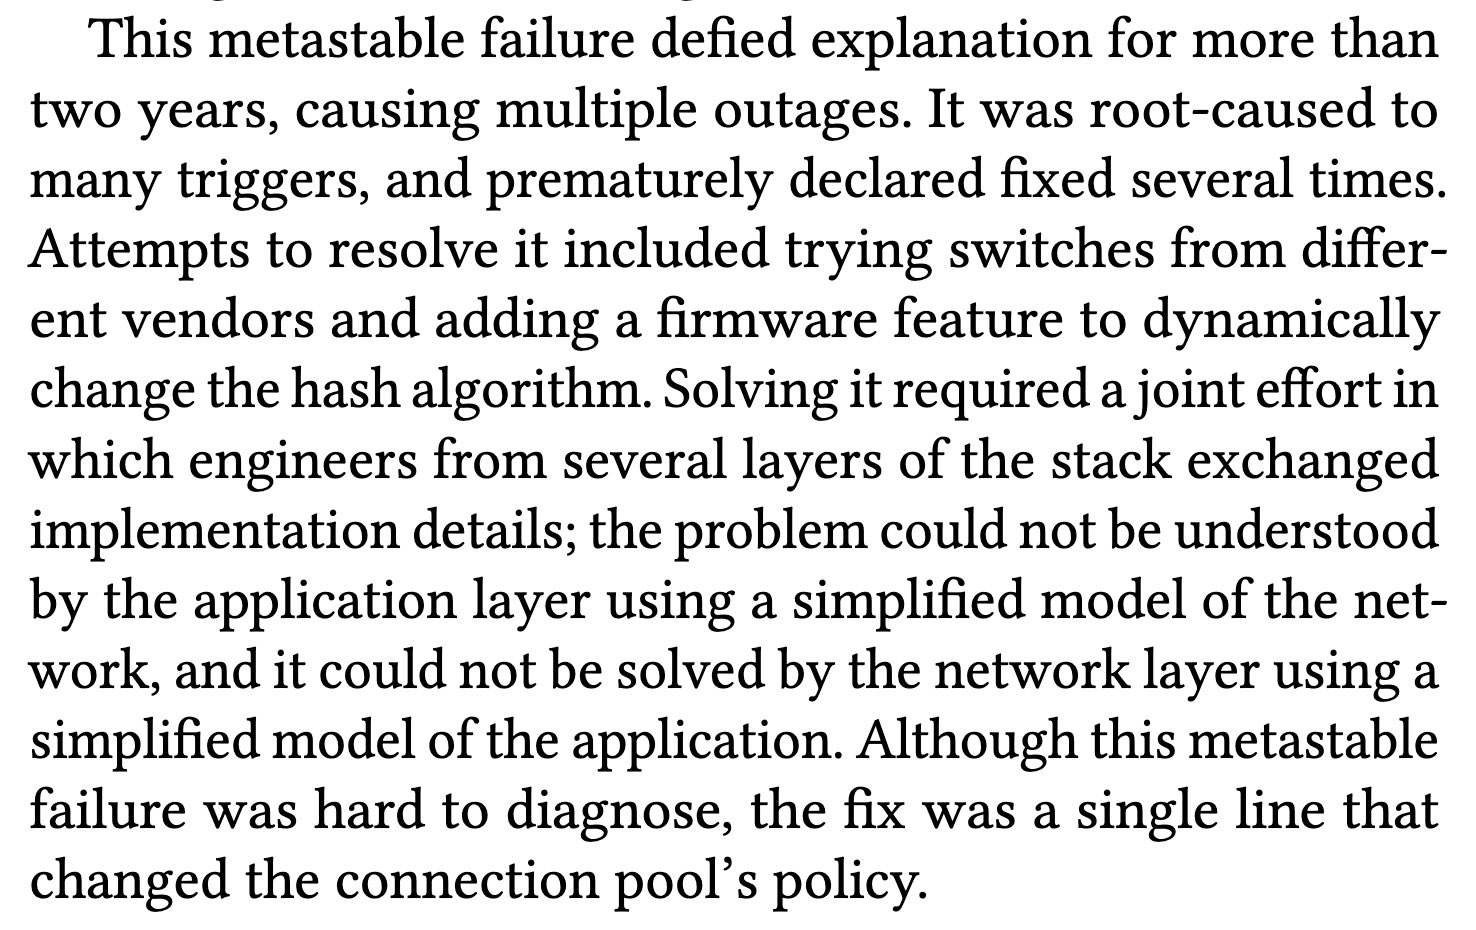 This metastable failure defied explanation for more than
two years, causing multiple outages. It was root-caused to
many triggers, and prematurely declared fixed several times.
Attempts to resolve it included trying switches from differ-
ent vendors and adding a firmware feature to dynamically
change the hash algorithm. Solving it required a joint effort in
which engineers from several layers of the stack exchanged
implementation details; the problem could not be understood
by the application layer using a simplified model of the net-
work, and it could not be solved by the network layer using a
simplified model of the application. Although this metastable
failure was hard to diagnose, the fix was a single line that
changed the connection pool's policy.